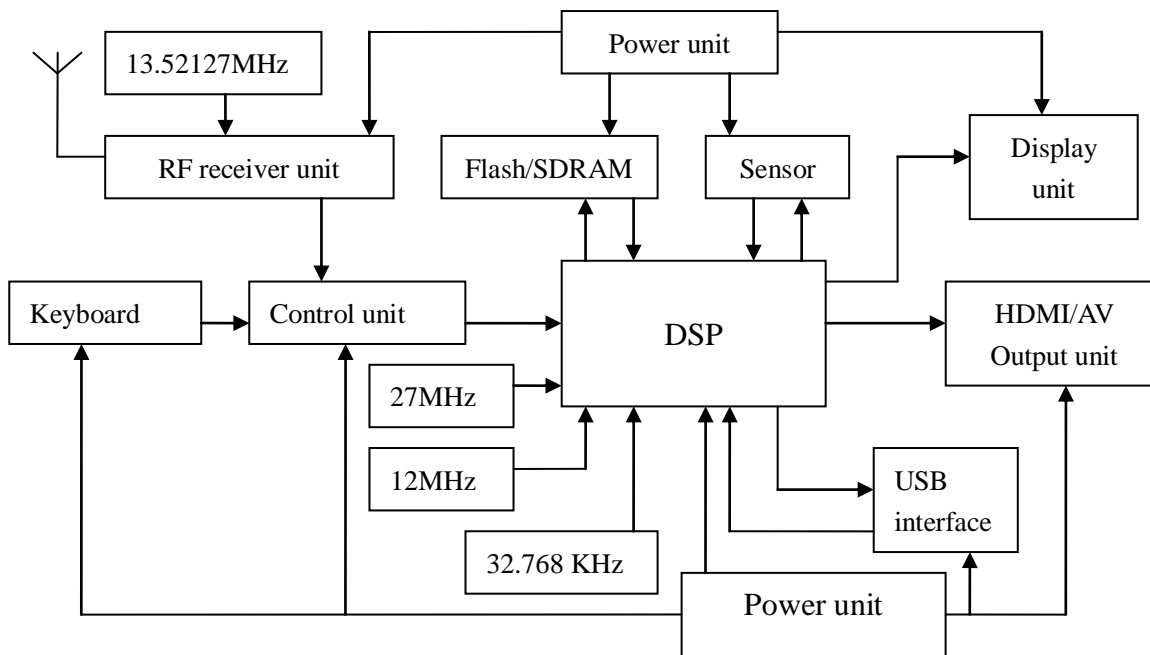 Power unit
13.52127MHz
RF receiver unit
Flash/SDRAM
Sensor
Display
unit
Keyboard
Control unit
DSP
HDMI/AV
Output unit
27MHz
12MHz
USB
interface
32.768 KHz
Power unit